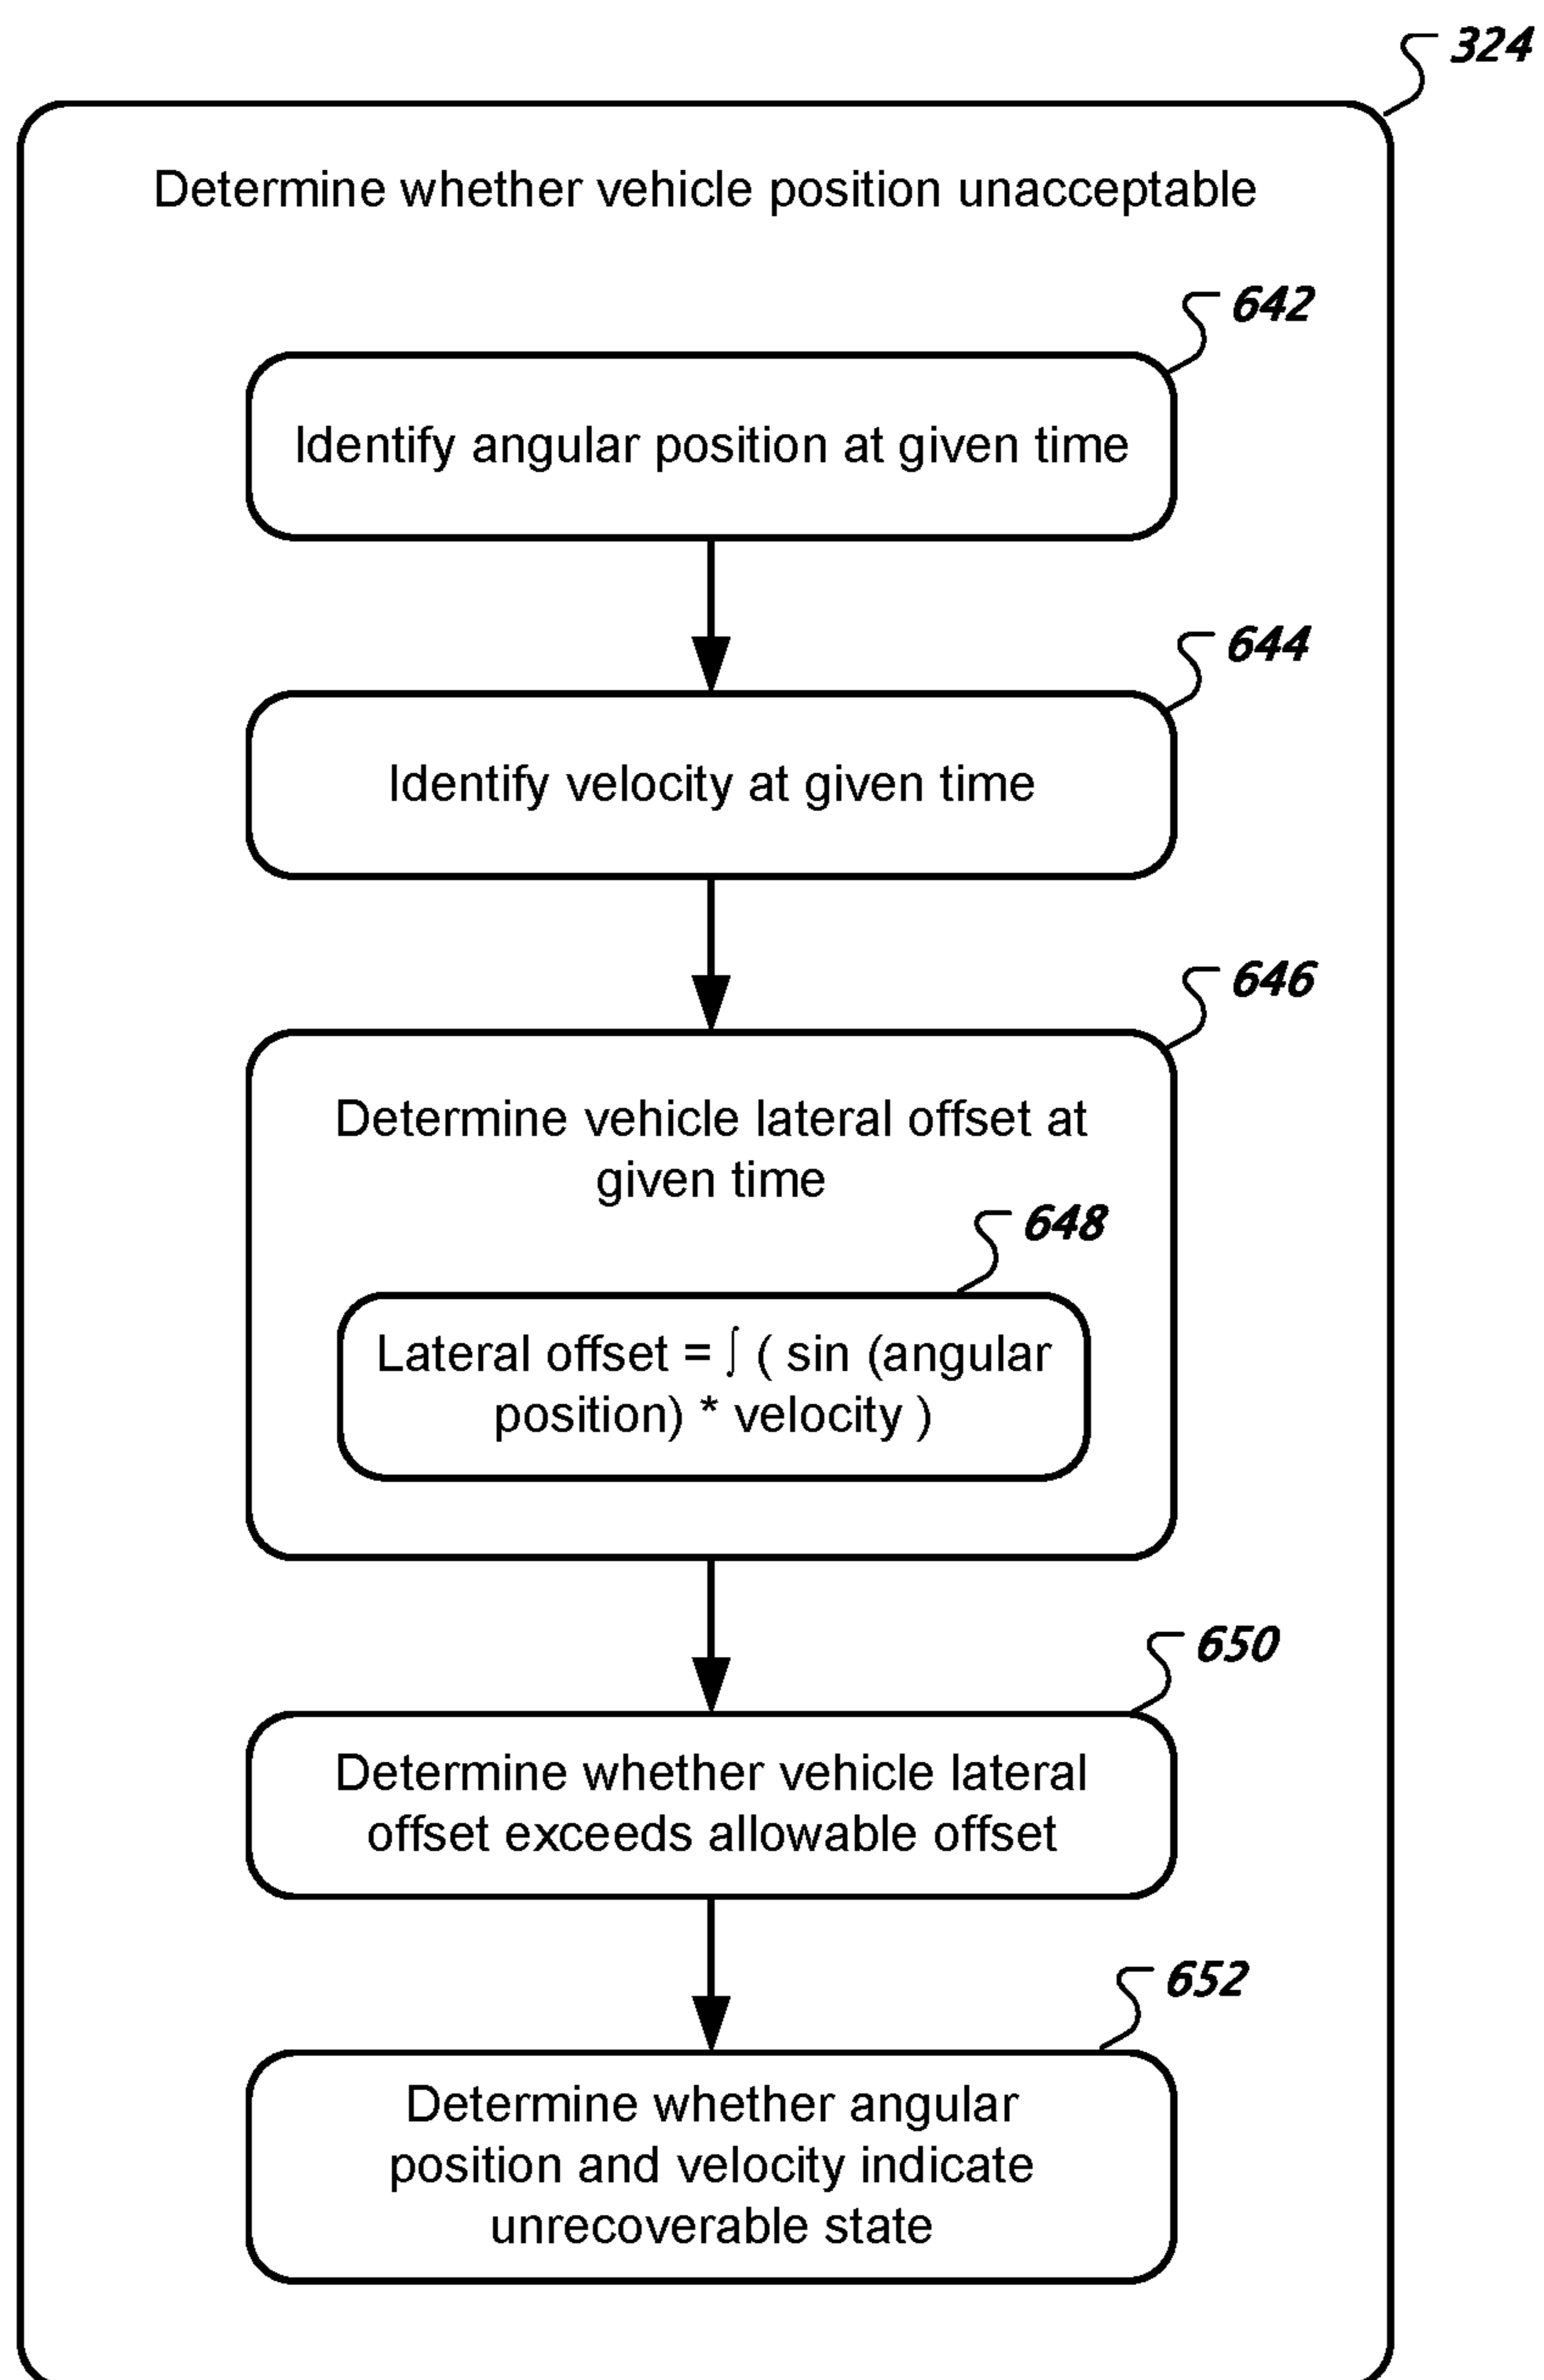 324
Determine whether vehicle position unacceptable
642
Identify angular position at given time
644
Identify velocity at given time
646
Determine vehicle lateral offset at
given time
648
Lateral offset = ∫ ( sin (angular
position) * velocity )
650
Determine whether vehicle lateral
offset exceeds allowable offset
652
Determine whether angular
position and velocity indicate
unrecoverable state